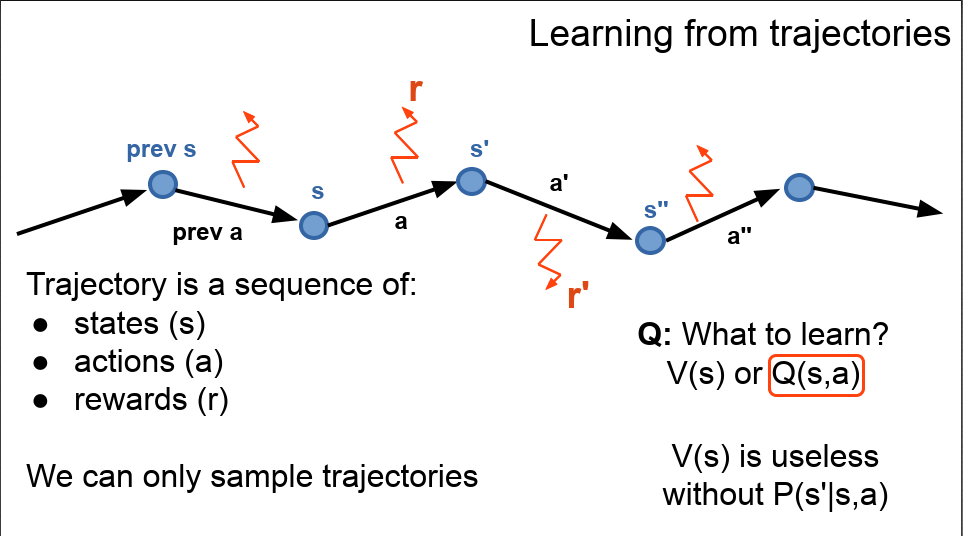 Learning from trajectories
r
prev s
s'
s
a'
s"
prev a
a
a"
r'
Trajectory is a sequence of:
● states (s)
● actions (a)
● rewards (r)
Q: What to learn?
V(s) or Q(s,a)
We can only sample trajectories
V(s) is useless
without P(s'|s,a)